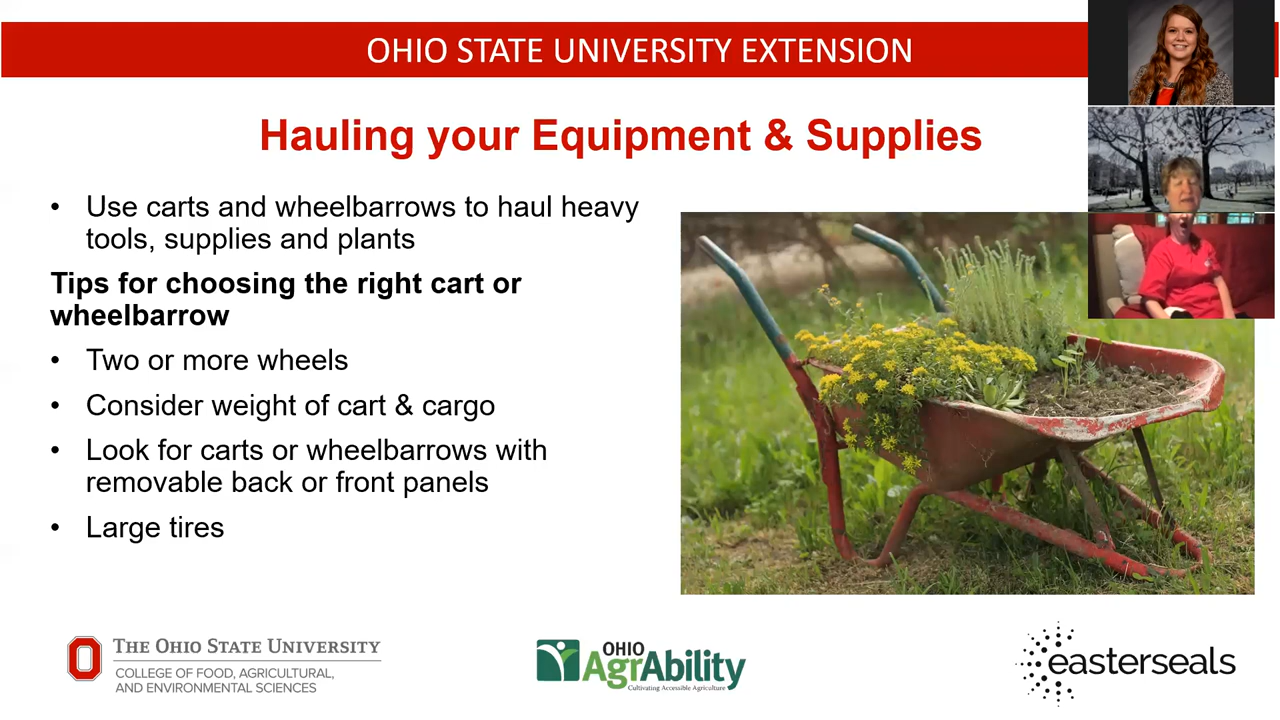 OHIO STATE UNIVERSITY EXTENSION
Hauling your Equipment & Supplies
• Use carts and wheelbarrows to haul heavy
tools, supplies and plants
Tips for choosing the right cart or
wheelbarrow
• Two or more wheels
• Consider weight of cart & cargo
• Look for carts or wheelbarrows with
removable back or front panels
• Large tires
THE OHIO STATE UNIVERSITY
COLLEGE OF FOOD, AGRICULTURAL,
AND ENVIRONMENTAL SCIENCES
OHIO
AgrAbility
Cultivating Accessible Agriculture
easterseals